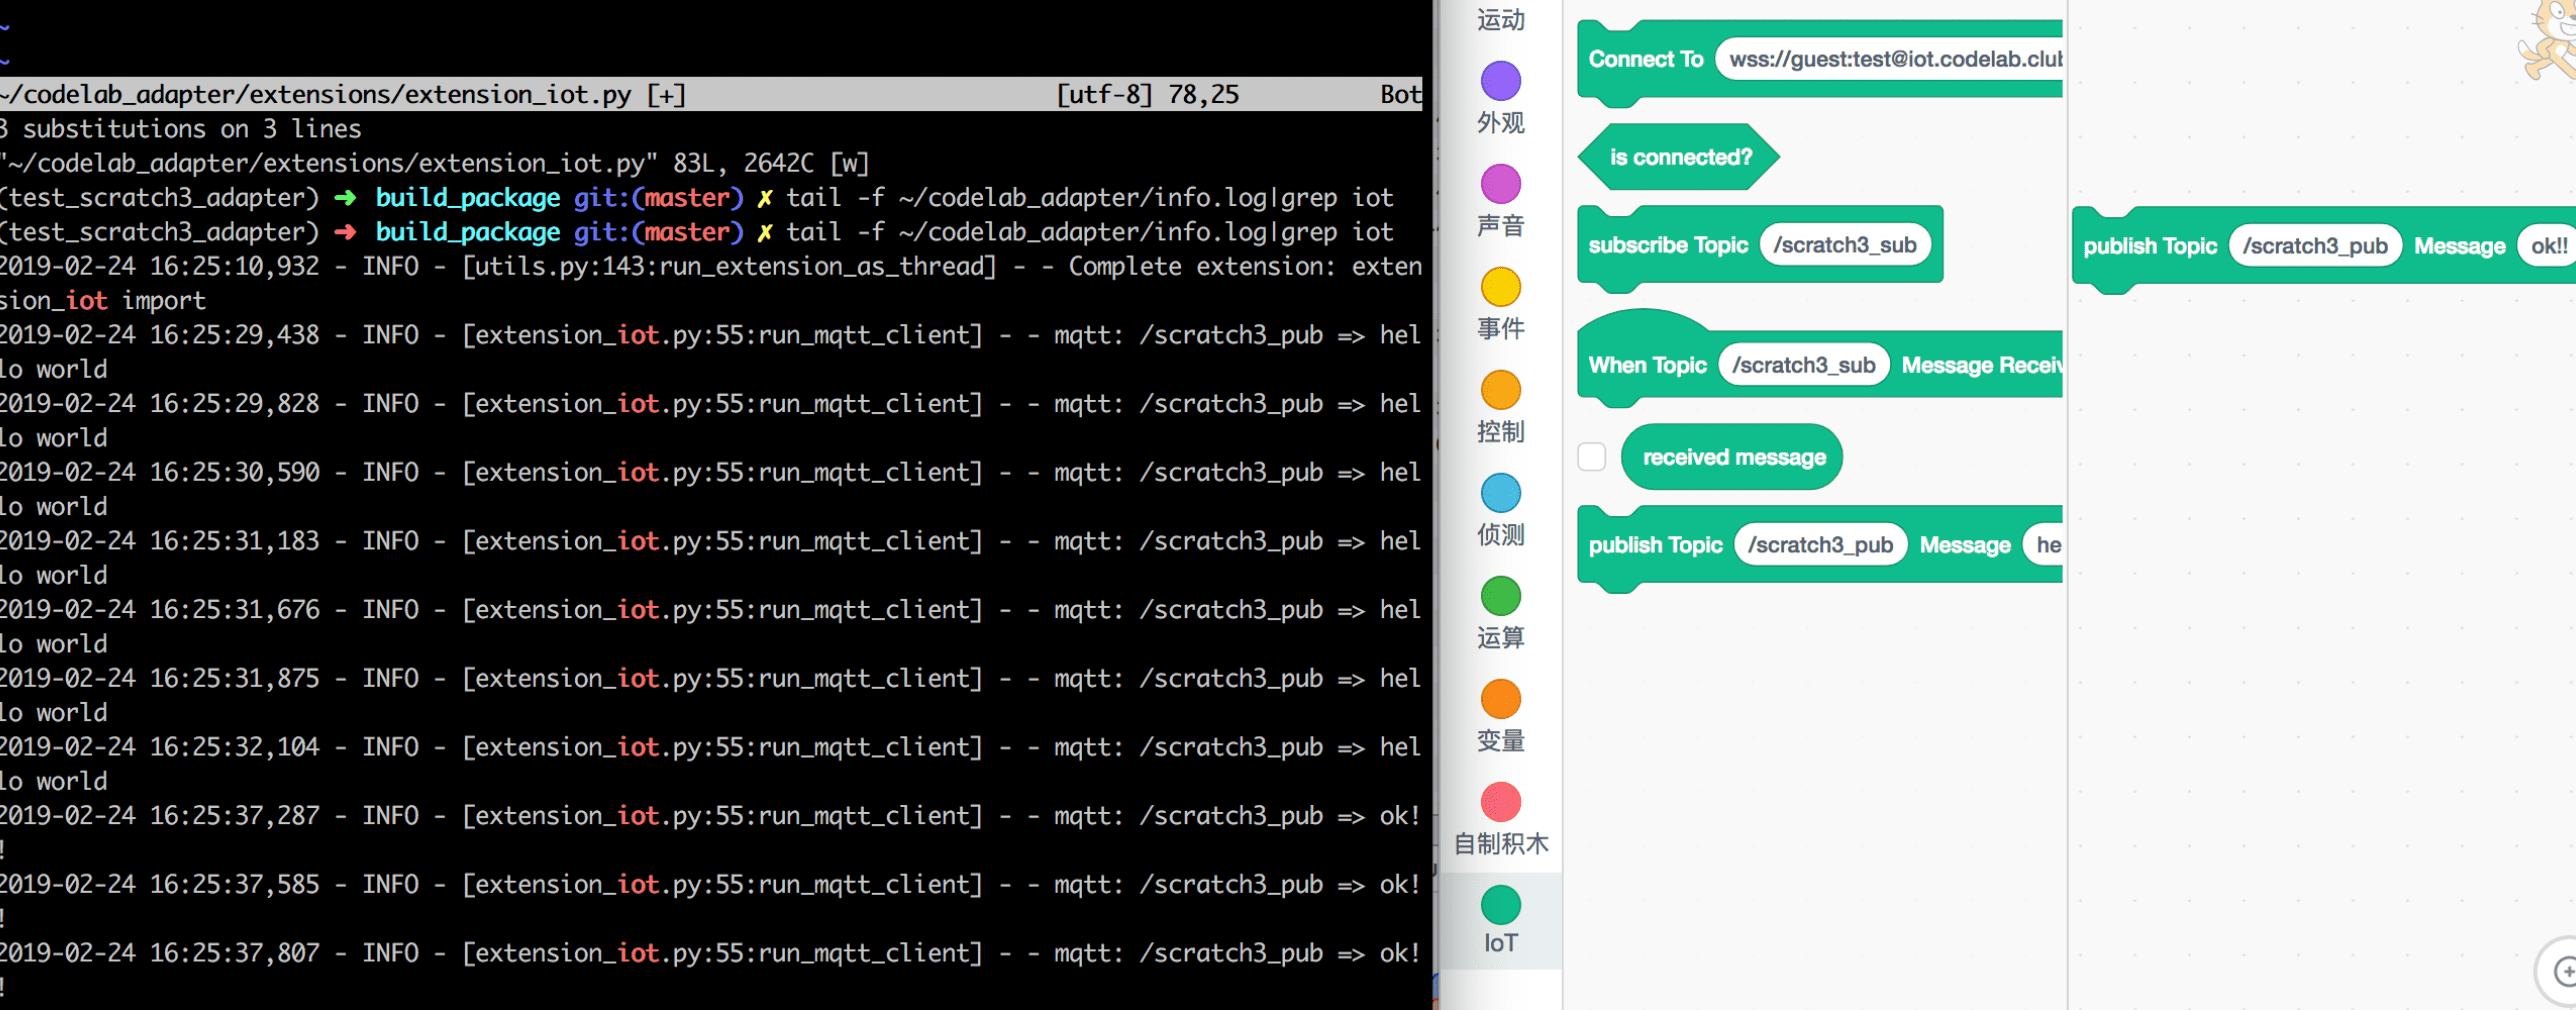 ~
~
~/codelab_adapter/extensions/extension_iot.py [+] [utf-8] 78,25 Bot
3 substitutions on 3 lines
"~/codelab_adapter/extensions/extension_iot.py" 83L, 2642C [w]
(test_scratch3_adapter) ➜ build_package git:(master) ✗ tail -f ~/codelab_adapter/info.log|grep iot
(test_scratch3_adapter) ➜ build_package git:(master) ✗ tail -f ~/codelab_adapter/info.log|grep iot
2019-02-24 16:25:10,932 - INFO - [utils.py:143:run_extension_as_thread] - - Complete extension: exten
sion_iot import
2019-02-24 16:25:29,438 - INFO - [extension_iot.py:55:run_mqtt_client] - - mqtt: /scratch3_pub => hel
lo world
2019-02-24 16:25:29,828 - INFO - [extension_iot.py:55:run_mqtt_client] - - mqtt: /scratch3_pub => hel
lo world
2019-02-24 16:25:30,590 - INFO - [extension_iot.py:55:run_mqtt_client] - - mqtt: /scratch3_pub => hel
lo world
2019-02-24 16:25:31,183 - INFO - [extension_iot.py:55:run_mqtt_client] - - mqtt: /scratch3_pub => hel
lo world
2019-02-24 16:25:31,676 - INFO - [extension_iot.py:55:run_mqtt_client] - - mqtt: /scratch3_pub => hel
lo world
2019-02-24 16:25:31,875 - INFO - [extension_iot.py:55:run_mqtt_client] - - mqtt: /scratch3_pub => hel
lo world
2019-02-24 16:25:32,104 - INFO - [extension_iot.py:55:run_mqtt_client] - - mqtt: /scratch3_pub => hel
lo world
2019-02-24 16:25:37,287 - INFO - [extension_iot.py:55:run_mqtt_client] - - mqtt: /scratch3_pub => ok!
!
2019-02-24 16:25:37,585 - INFO - [extension_iot.py:55:run_mqtt_client] - - mqtt: /scratch3_pub => ok!
!
2019-02-24 16:25:37,807 - INFO - [extension_iot.py:55:run_mqtt_client] - - mqtt: /scratch3_pub => ok!
!
运动
外观
声音
事件
控制
侦测
运算
变量
自制积木
IoT
Connect To wss://guest:test@iot.codelab.club
is connected?
subscribe Topic /scratch3_sub
When Topic /scratch3_sub Message Receiv
received message
publish Topic /scratch3_pub Message he
publish Topic /scratch3_pub Message ok!!